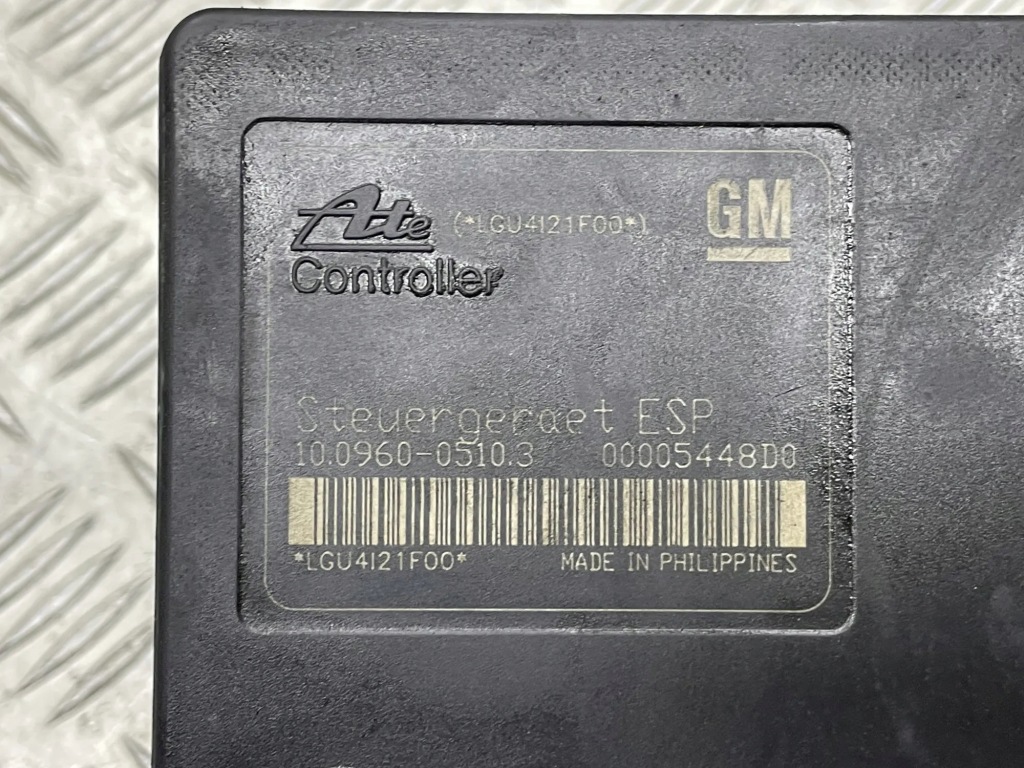 Ate (*LGU4I21F00*) GM
Controller
Steuergeraet ESP
10.0960-0510.3 00005448D0
*LGU4I21F00* MADE IN PHILIPPINES